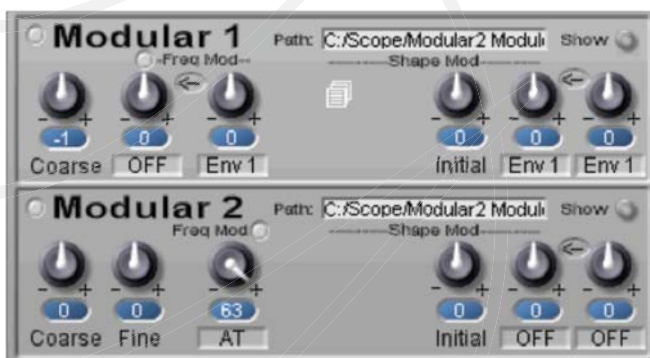 Modular 1 Path: C:/Scope/Modular2 Modul Show
-Freq Mod-- --------Shape Mod--------
- + - + - + - + - + - +
-1 0 0 0 0 0
Coarse OFF Env 1 Initial Env 1 Env 1
Modular 2 Path: C:/Scope/Modular2 Modul Show
Freq Mod --------Shape Mod--------
- + - + - + - + - + - +
0 0 63 0 0 0
Coarse Fine AT Initial OFF OFF